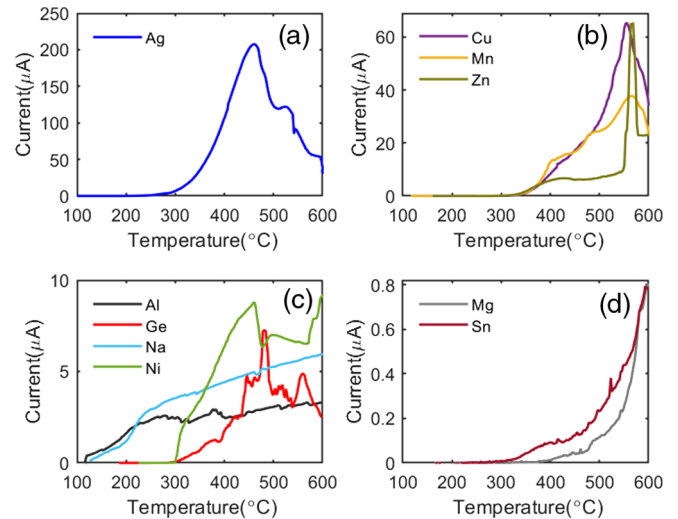 (a)
Ag
Current(μA)
250
200
150
100
50
0
100 200 300 400 500 600
Temperature(°C)
(b)
Cu
Mn
Zn
Current(μA)
60
40
20
0
100 200 300 400 500 600
Temperature(°C)
(c)
Al
Ge
Na
Ni
Current(μA)
10
5
0
100 200 300 400 500 600
Temperature(°C)
(d)
Mg
Sn
Current(μA)
0.8
0.6
0.4
0.2
0
100 200 300 400 500 600
Temperature(°C)